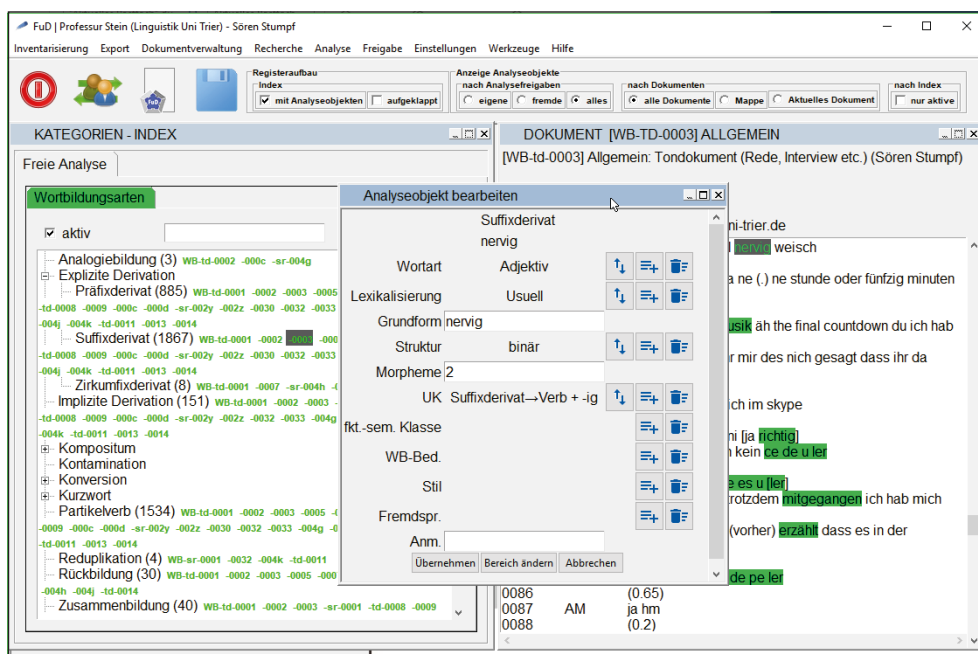 FuD | Professur Stein (Linguistik Uni Trier) - Sören Stumpf
Inventarisierung Export Dokumentverwaltung Recherche Analyse Freigabe Einstellungen Werkzeuge Hilfe
Registeraufbau
Index
mit Analyseobjekten aufgeklappt
Anzeige Analyseobjekte
nach Analysefreigaben
eigene fremde alles
nach Dokumenten
alle Dokumente Mappe Aktuelles Dokument
nach Index
nur aktive
FuD
KATEGORIEN - INDEX
Freie Analyse
Wortbildungsarten
aktiv
Analogiebildung (3) WB-td-0002 -000c -sr-004g
Explizite Derivation
Präfixderivat (885) WB-td-0001 -0002 -0003 -0005
-td-0008 -0009 -000c -000d -sr-002y -002z -0030 -0032 -0033
-004j -004k -td-0011 -0013 -0014
Suffixderivat (1867) WB-td-0001 -0002 -0003 -000
-td-0008 -0009 -000c -000d -sr-002y -002z -0030 -0032 -0033
-004j -004k -td-0011 -0013 -0014
Zirkumfixderivat (8) WB-td-0001 -0007 -sr-004h
Implizite Derivation (151) WB-td-0001 -0002 -0003 -
-td-0008 -0009 -000c -000d -sr-002y -002z -0032 -0033 -004g
-004k -td-0011 -0013 -0014
Kompositum
Kontamination
Konversion
Kurzwort
Partikelverb (1534) WB-td-0001 -0002 -0003 -0005 -
-0009 -000c -000d -sr-002y -002z -0030 -0032 -0033 -004g
-td-0011 -0013 -0014
Reduplikation (4) WB-sr-0001 -0032 -004k -td-0011
Rückbildung (30) WB-td-0001 -0002 -0003 -0005 -000
-004h -004j -td-0014
Zusammenbildung (40) WB-td-0001 -0002 -0003 -sr-0001 -td-0008 -0009
Analyseobjekt bearbeiten
Suffixderivat
nervig
Wortart Adjektiv
Lexikalisierung Usuell
Grundform nervig
Struktur binär
Morpheme 2
UK Suffixderivat→Verb + -ig
fkt.-sem. Klasse
WB-Bed.
Stil
Fremdspr.
Anm.
Übernehmen Bereich ändern Abbrechen
DOKUMENT [WB-TD-0003] ALLGEMEIN
[WB-td-0003] Allgemein: Tondokument (Rede, Interview etc.) (Sören Stumpf)
ni-trier.de
nervig weisch
a ne (.) ne stunde oder fünfzig minuten
usik äh the final countdown du ich hab
r mir des nich gesagt dass ihr da
ich im skype
ni [ja richtig]
kein ce de u ler
e es u [ler]
trotzdem mitgegangen ich hab mich
(vorher) erzählt dass es in der
de pe ler
0086 (0.65)
0087 AM ja hm
0088 (0.2)